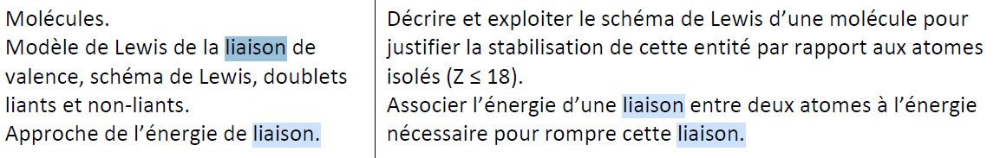 Molécules.
Modèle de Lewis de la liaison de
valence, schéma de Lewis, doublets
liants et non-liants.
Approche de l’énergie de liaison.
Décrire et exploiter le schéma de Lewis d’une molécule pour
justifier la stabilisation de cette entité par rapport aux atomes
isolés (Z ≤ 18).
Associer l’énergie d’une liaison entre deux atomes à l’énergie
nécessaire pour rompre cette liaison.